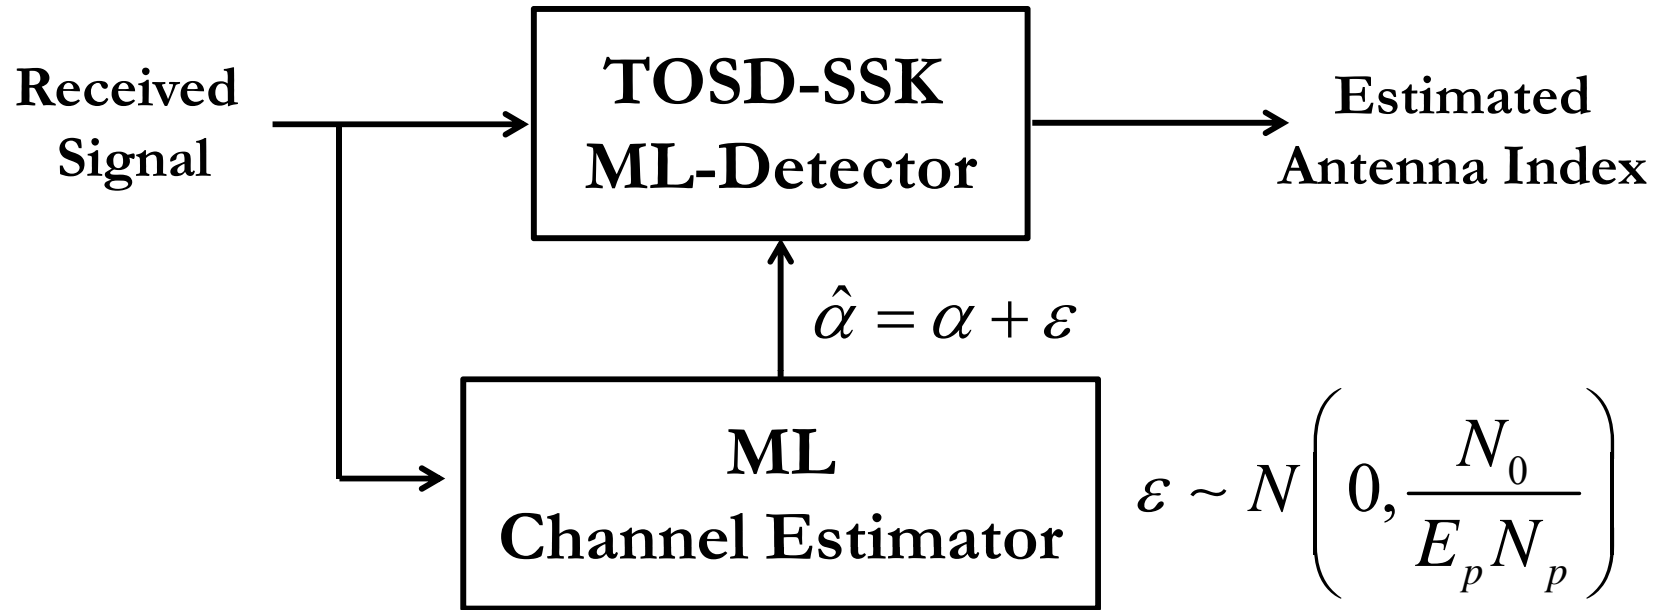 Received
Signal
TOSD-SSK
ML-Detector
Estimated
Antenna Index
α̂ = α + ε
ML
Channel Estimator
ε ~ N(0, N₀/(EₚNₚ))